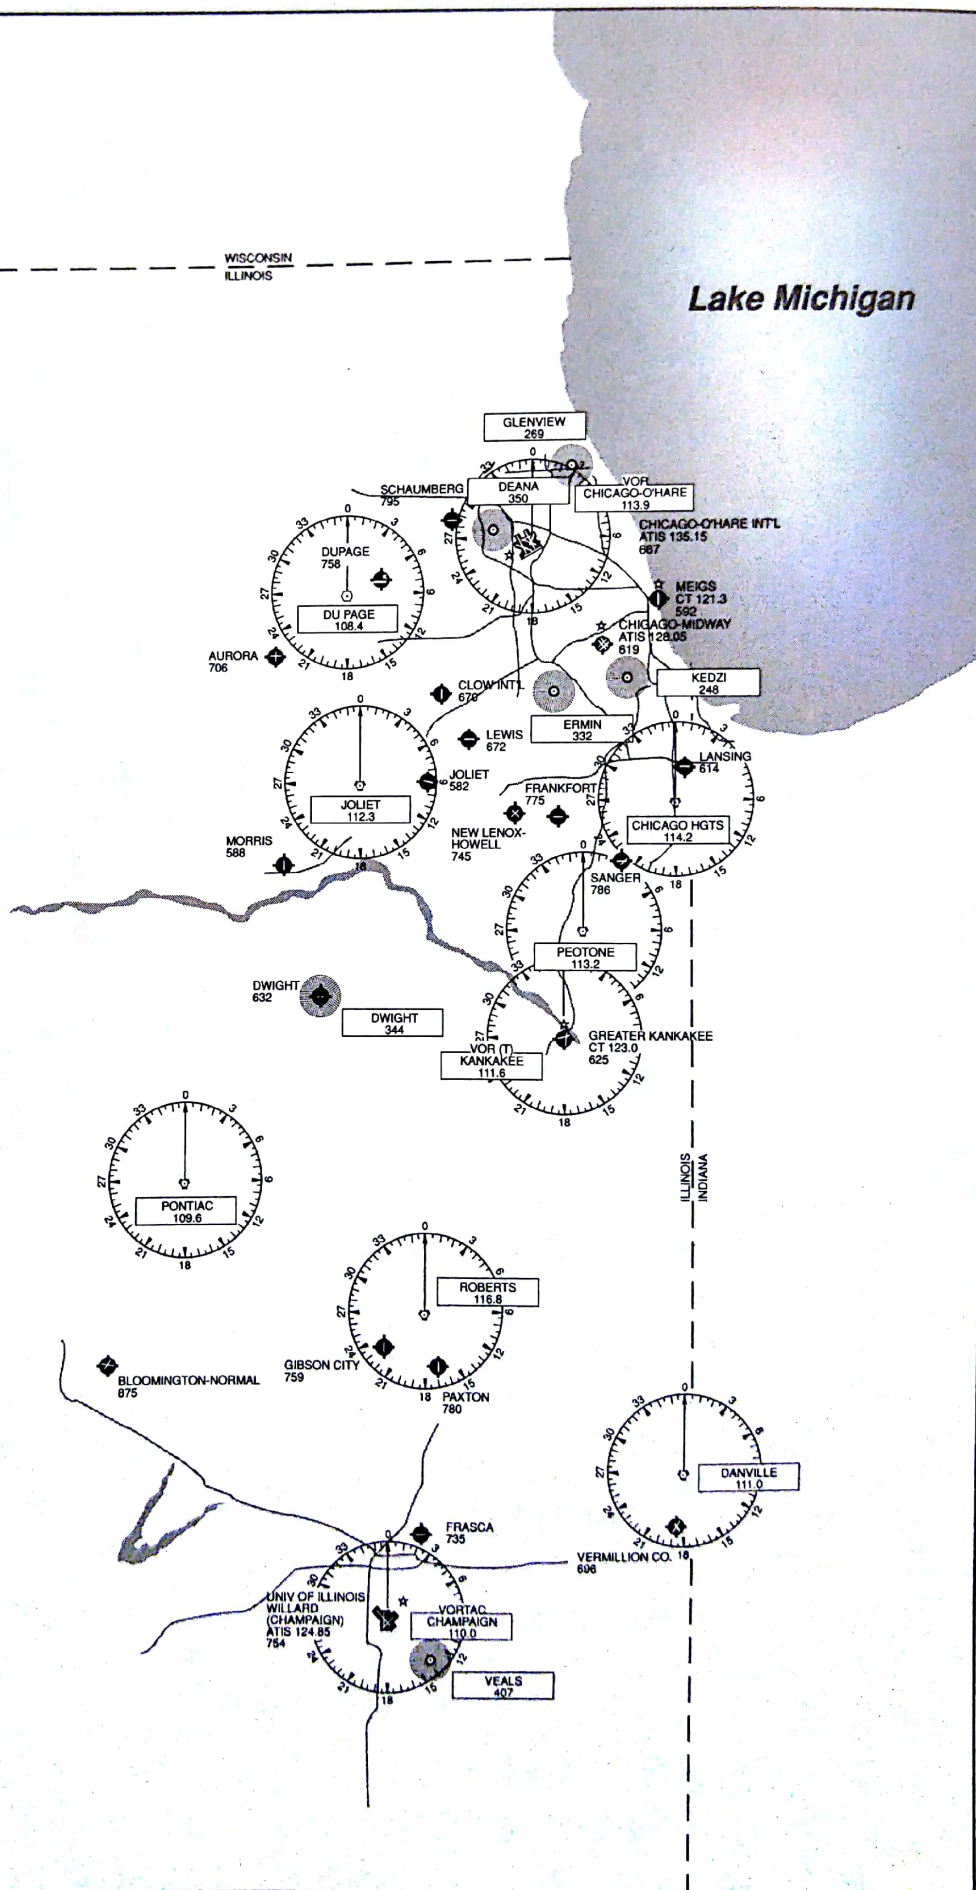 WISCONSIN
ILLINOIS
Lake Michigan
GLENVIEW
269
SCHAUMBERG
795
DEANA
350
VOR
CHICAGO-O'HARE
113.9
CHICAGO-O'HARE INT'L
ATIS 135.15
667
DUPAGE
758
DU PAGE
108.4
MEIGS
CT 121.3
592
CHICAGO-MIDWAY
ATIS 128.05
619
AURORA
706
CLOW INT'L
670
KEDZI
248
ERMIN
332
LEWIS
672
LANSING
614
JOLIET
582
JOLIET
112.3
FRANKFORT
775
NEW LENOX-
HOWELL
745
CHICAGO HGTS
114.2
MORRIS
588
SANGER
786
PEOTONE
113.2
DWIGHT
632
DWIGHT
344
GREATER KANKAKEE
CT 123.0
625
VOR (T)
KANKAKEE
111.6
ILLINOIS
INDIANA
PONTIAC
109.6
ROBERTS
116.8
GIBSON CITY
759
PAXTON
780
BLOOMINGTON-NORMAL
875
DANVILLE
111.0
VERMILLION CO.
696
FRASCA
735
UNIV OF ILLINOIS
WILLARD
(CHAMPAIGN)
ATIS 124.85
754
VORTAC
CHAMPAIGN
110.0
VEALS
407